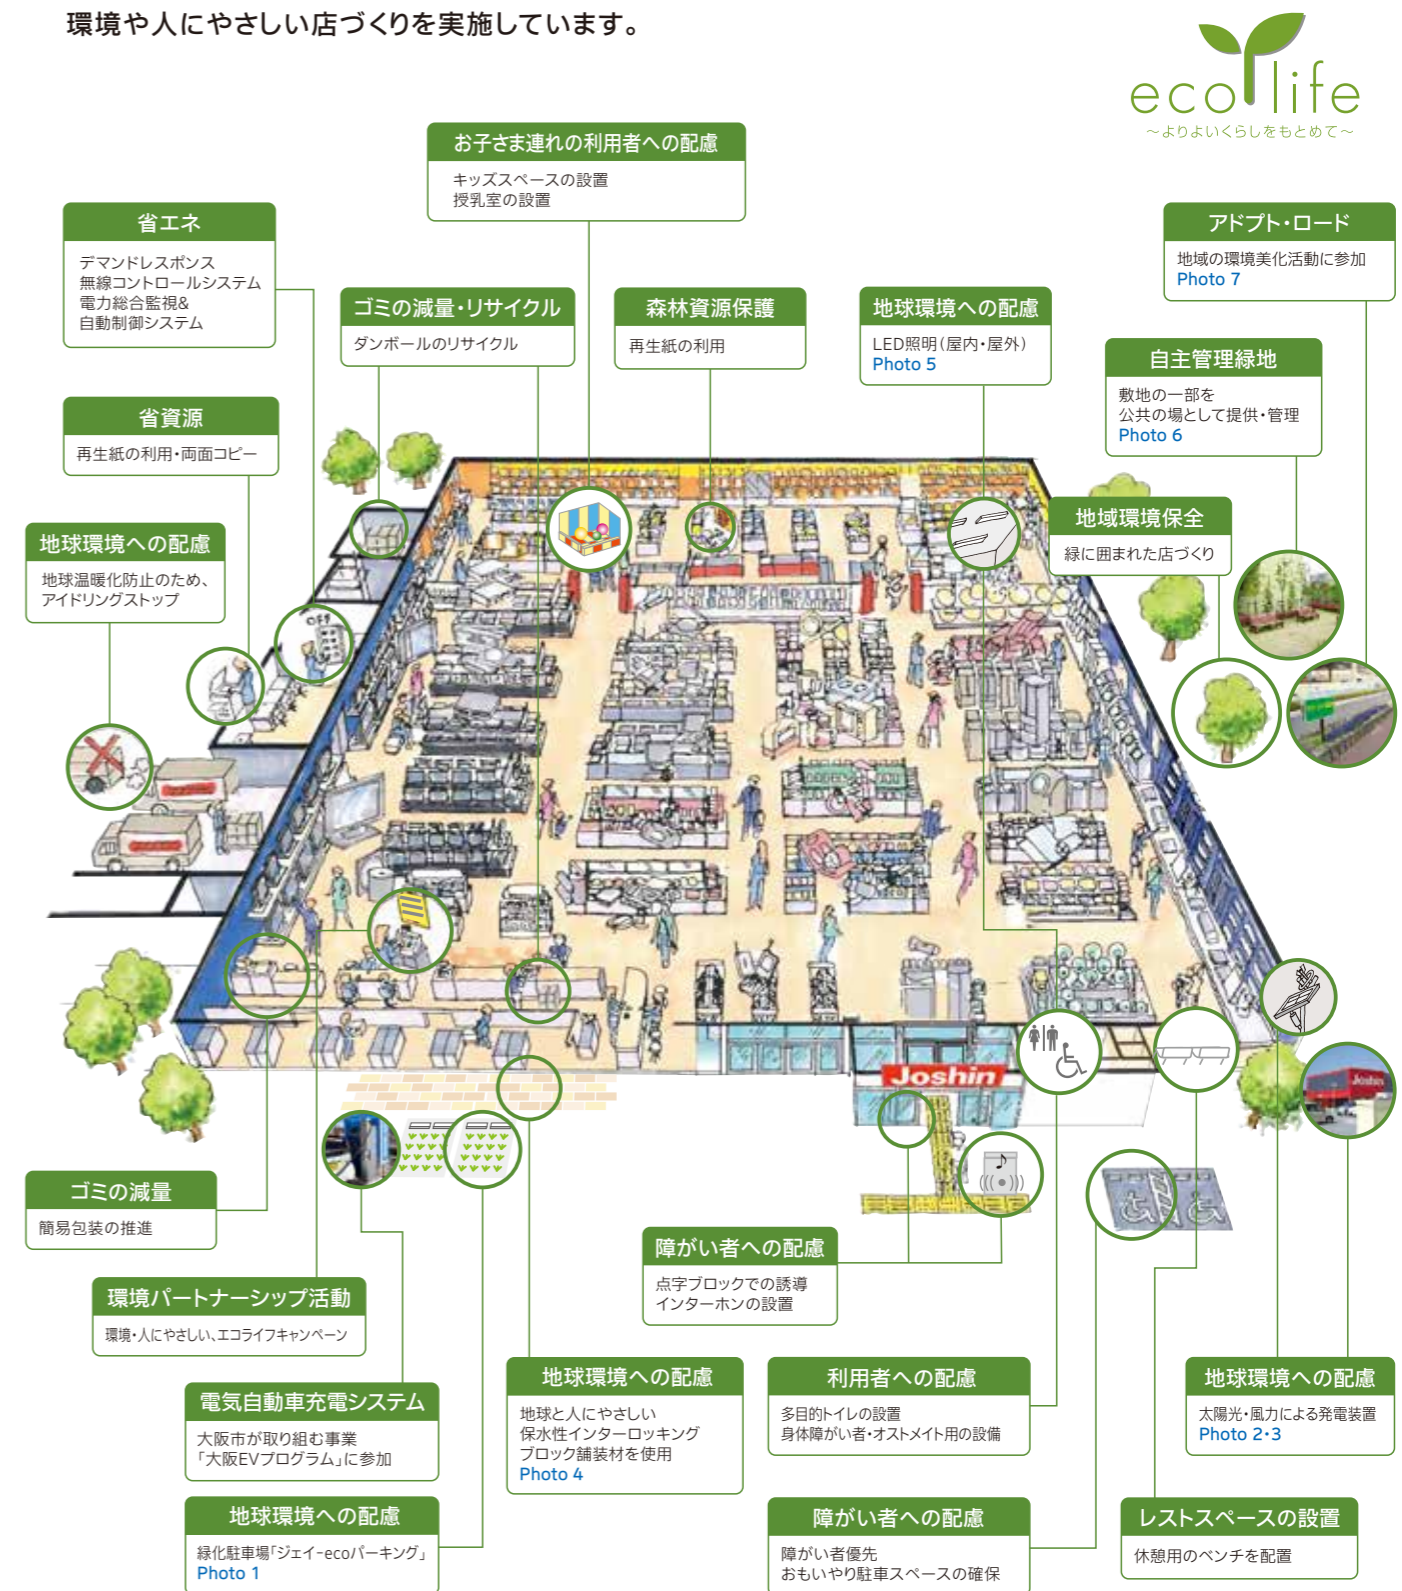 環境や人にやさしい店づくりを実施しています。
eco life
～よりよいくらしをもとめて～
お子さま連れの利用者への配慮
キッズスペースの設置
授乳室の設置
省エネ
デマンドレスポンス
無線コントロールシステム
電力総合監視&
自動制御システム
アドプト・ロード
地域の環境美化活動に参加
Photo 7
ゴミの減量・リサイクル
ダンボールのリサイクル
森林資源保護
再生紙の利用
地球環境への配慮
LED照明(屋内・屋外)
Photo 5
自主管理緑地
敷地の一部を
公共の場として提供・管理
Photo 6
省資源
再生紙の利用・両面コピー
地域環境保全
緑に囲まれた店づくり
地球環境への配慮
地球温暖化防止のため、
アイドリングストップ
OFF
Joshin
Joshin
ゴミの減量
簡易包装の推進
障がい者への配慮
点字ブロックでの誘導
インターホンの設置
環境パートナーシップ活動
環境・人にやさしい、エコライフキャンペーン
電気自動車充電システム
大阪市が取り組む事業
「大阪EVプログラム」に参加
地球環境への配慮
地球と人にやさしい
保水性インターロッキング
ブロック舗装材を使用
Photo 4
利用者への配慮
多目的トイレの設置
身体障がい者・オストメイト用の設備
地球環境への配慮
太陽光・風力による発電装置
Photo 2・3
地球環境への配慮
緑化駐車場「ジェイ-ecoパーキング」
Photo 1
障がい者への配慮
障がい者優先
おもいやり駐車スペースの確保
レストスペースの設置
休憩用のベンチを配置